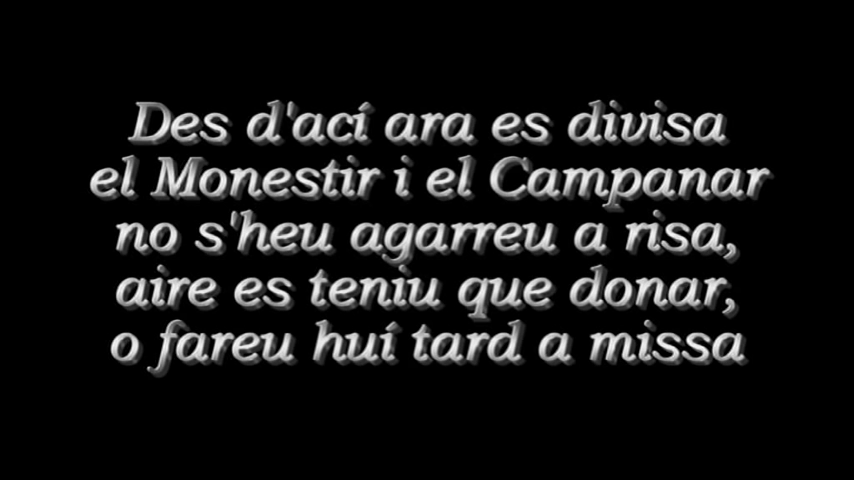 Des d'ací ara es divisa
el Monestir i el Campanar
no s'heu agarreu a risa,
aire es teniu que donar,
o fareu huí tard a missa